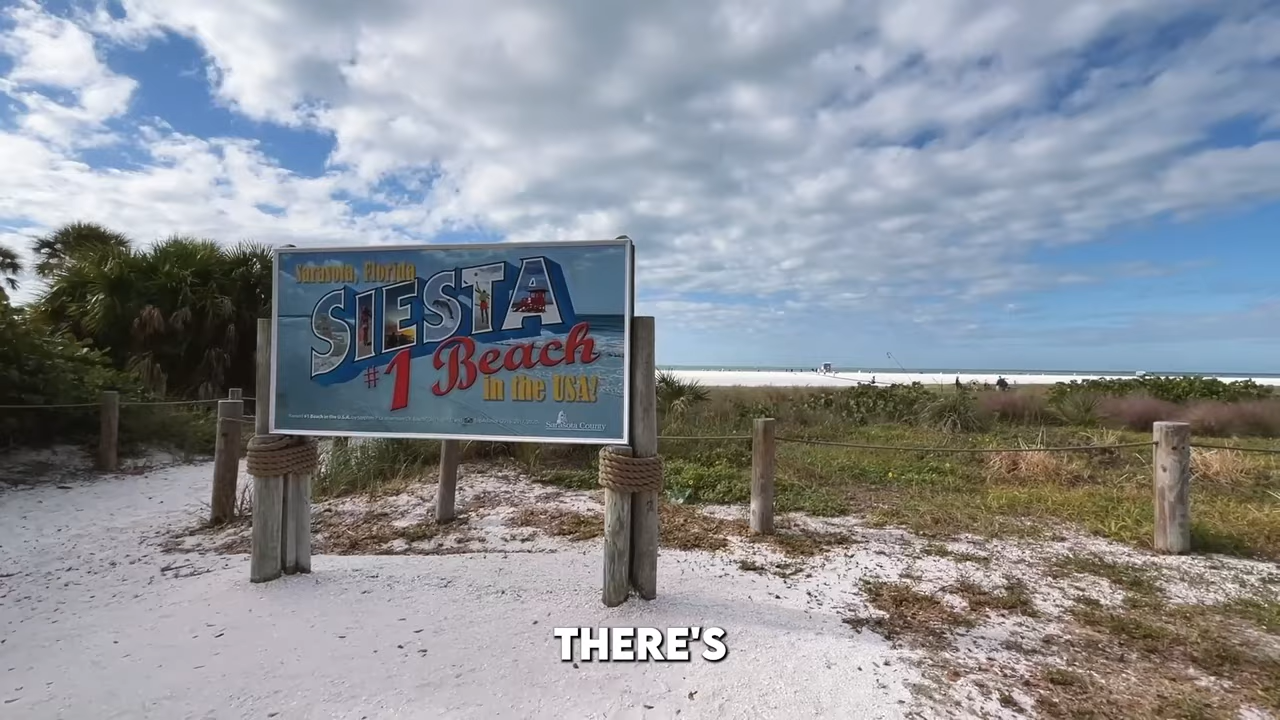 Sarasota, Florida
SIESTA
#1 Beach
in the USA!
Sarasota County
THERE'S